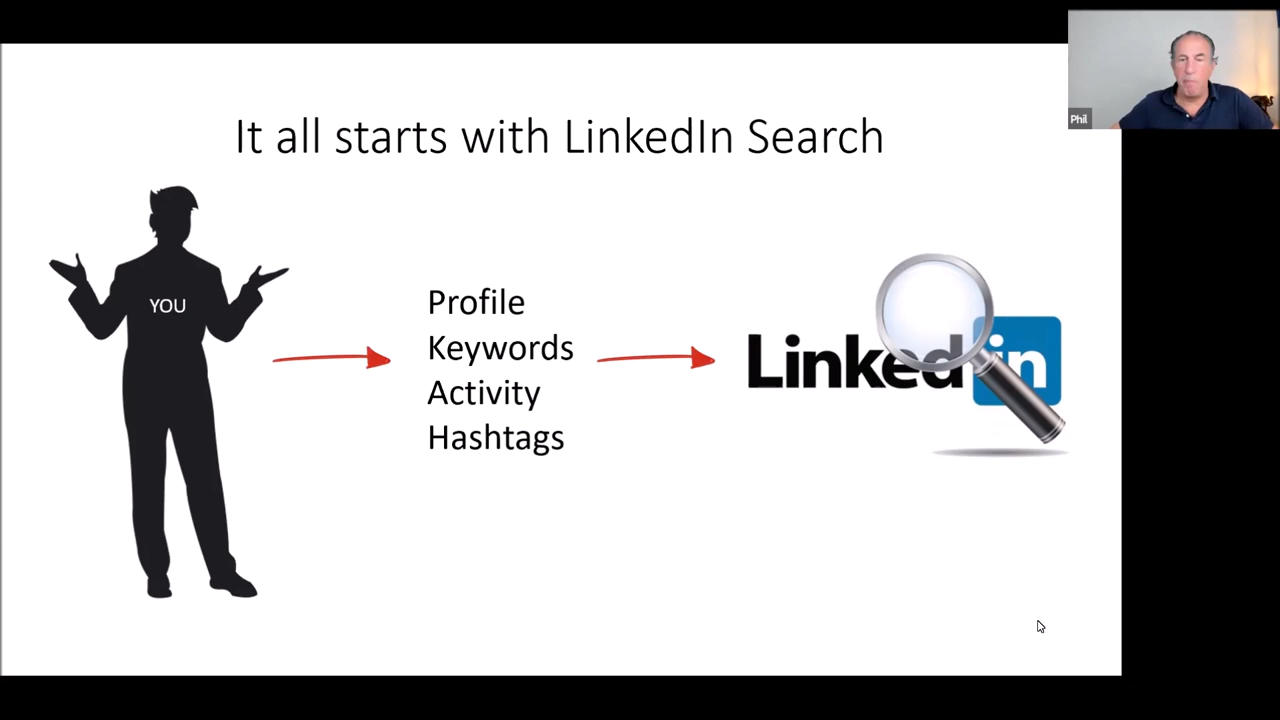 It all starts with LinkedIn Search
Phil
YOU
Profile
Keywords
Activity
Hashtags
Linkedin